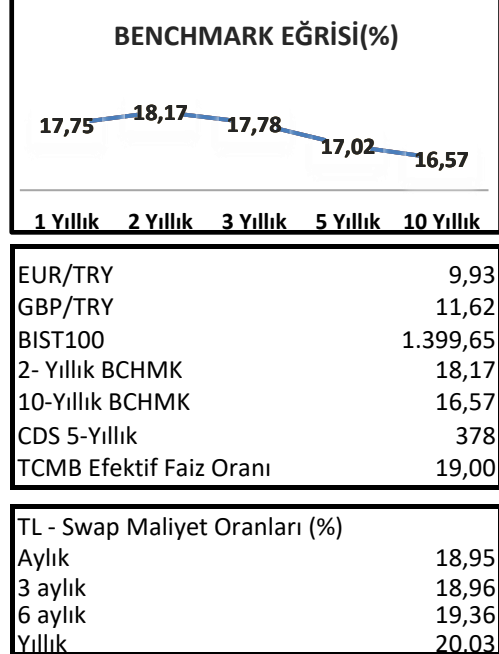 BENCHMARK EĞRİSİ(%)
17,75 18,17 17,78 17,02 16,57
1 Yıllık 2 Yıllık 3 Yıllık 5 Yıllık 10 Yıllık
EUR/TRY 9,93
GBP/TRY 11,62
BIST100 1.399,65
2- Yıllık BCHMK 18,17
10-Yıllık BCHMK 16,57
CDS 5-Yıllık 378
TCMB Efektif Faiz Oranı 19,00
TL - Swap Maliyet Oranları (%)
Aylık 18,95
3 aylık 18,96
6 aylık 19,36
Yıllık 20,03